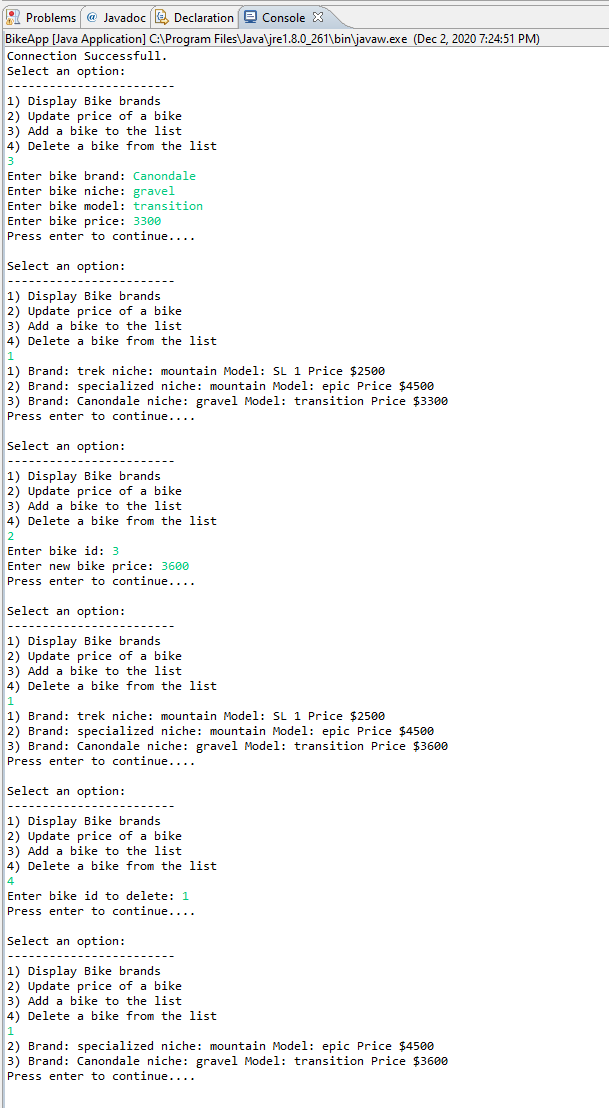 Problems @ Javadoc Declaration Console
BikeApp [Java Application] C:\Program Files\Java\jre1.8.0_261\bin\javaw.exe (Dec 2, 2020 7:24:51 PM)
Connection Successfull.
Select an option:
------------------------
1) Display Bike brands
2) Update price of a bike
3) Add a bike to the list
4) Delete a bike from the list
3
Enter bike brand: Canondale
Enter bike niche: gravel
Enter bike model: transition
Enter bike price: 3300
Press enter to continue....

Select an option:
------------------------
1) Display Bike brands
2) Update price of a bike
3) Add a bike to the list
4) Delete a bike from the list
1
1) Brand: trek niche: mountain Model: SL 1 Price $2500
2) Brand: specialized niche: mountain Model: epic Price $4500
3) Brand: Canondale niche: gravel Model: transition Price $3300
Press enter to continue....

Select an option:
------------------------
1) Display Bike brands
2) Update price of a bike
3) Add a bike to the list
4) Delete a bike from the list
2
Enter bike id: 3
Enter new bike price: 3600
Press enter to continue....

Select an option:
------------------------
1) Display Bike brands
2) Update price of a bike
3) Add a bike to the list
4) Delete a bike from the list
1
1) Brand: trek niche: mountain Model: SL 1 Price $2500
2) Brand: specialized niche: mountain Model: epic Price $4500
3) Brand: Canondale niche: gravel Model: transition Price $3600
Press enter to continue....

Select an option:
------------------------
1) Display Bike brands
2) Update price of a bike
3) Add a bike to the list
4) Delete a bike from the list
4
Enter bike id to delete: 1
Press enter to continue....

Select an option:
------------------------
1) Display Bike brands
2) Update price of a bike
3) Add a bike to the list
4) Delete a bike from the list
1
2) Brand: specialized niche: mountain Model: epic Price $4500
3) Brand: Canondale niche: gravel Model: transition Price $3600
Press enter to continue....